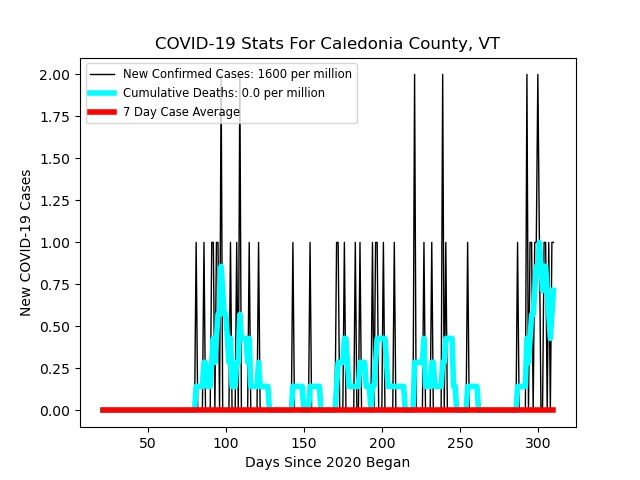 COVID-19 Stats For Caledonia County, VT
New Confirmed Cases: 1600 per million
Cumulative Deaths: 0.0 per million
7 Day Case Average
New COVID-19 Cases
2.00
1.75
1.50
1.25
1.00
0.75
0.50
0.25
0.00
50 100 150 200 250 300
Days Since 2020 Began